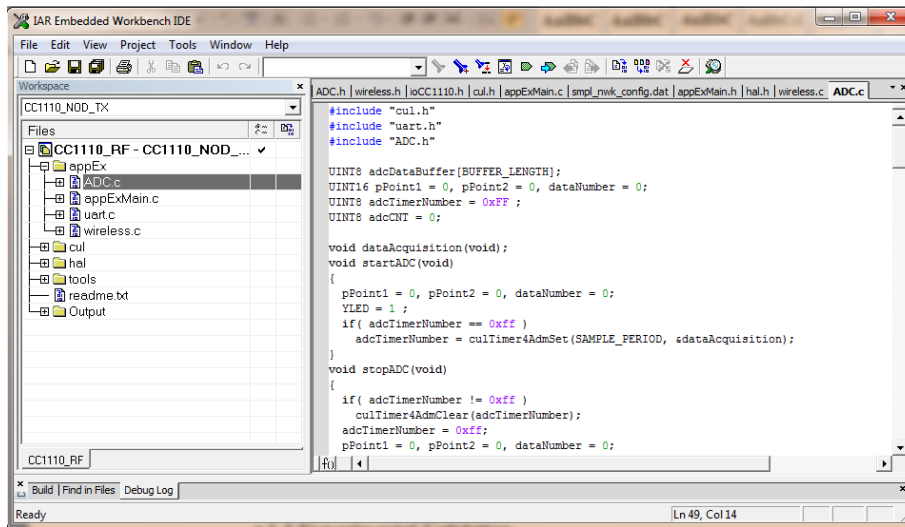 IAR Embedded Workbench IDE
File Edit View Project Tools Window Help
Workspace
CC1110_NOD_TX
Files
CC1110_RF - CC1110_NOD_...
appEx
ADC.c
appExMain.c
uart.c
wireless.c
cul
hal
tools
readme.txt
Output
CC1110_RF
ADC.h | wireless.h | ioCC1110.h | cul.h | appExMain.c | smpl_nwk_config.dat | appExMain.h | hal.h | wireless.c ADC.c
#include "cul.h"
#include "uart.h"
#include "ADC.h"
UINT8 adcDataBuffer[BUFFER_LENGTH];
UINT16 pPoint1 = 0, pPoint2 = 0, dataNumber = 0;
UINT8 adcTimerNumber = 0xFF ;
UINT8 adcCNT = 0;
void dataAcquisition(void);
void startADC(void)
{
pPoint1 = 0, pPoint2 = 0, dataNumber = 0;
YLED = 1 ;
if( adcTimerNumber == 0xff )
adcTimerNumber = culTimer4AdmSet(SAMPLE_PERIOD, &dataAcquisition);
}
void stopADC(void)
{
if( adcTimerNumber != 0xff )
culTimer4AdmClear(adcTimerNumber);
adcTimerNumber = 0xff;
pPoint1 = 0, pPoint2 = 0, dataNumber = 0;
f()
Build | Find in Files Debug Log
Ready
Ln 49, Col 14